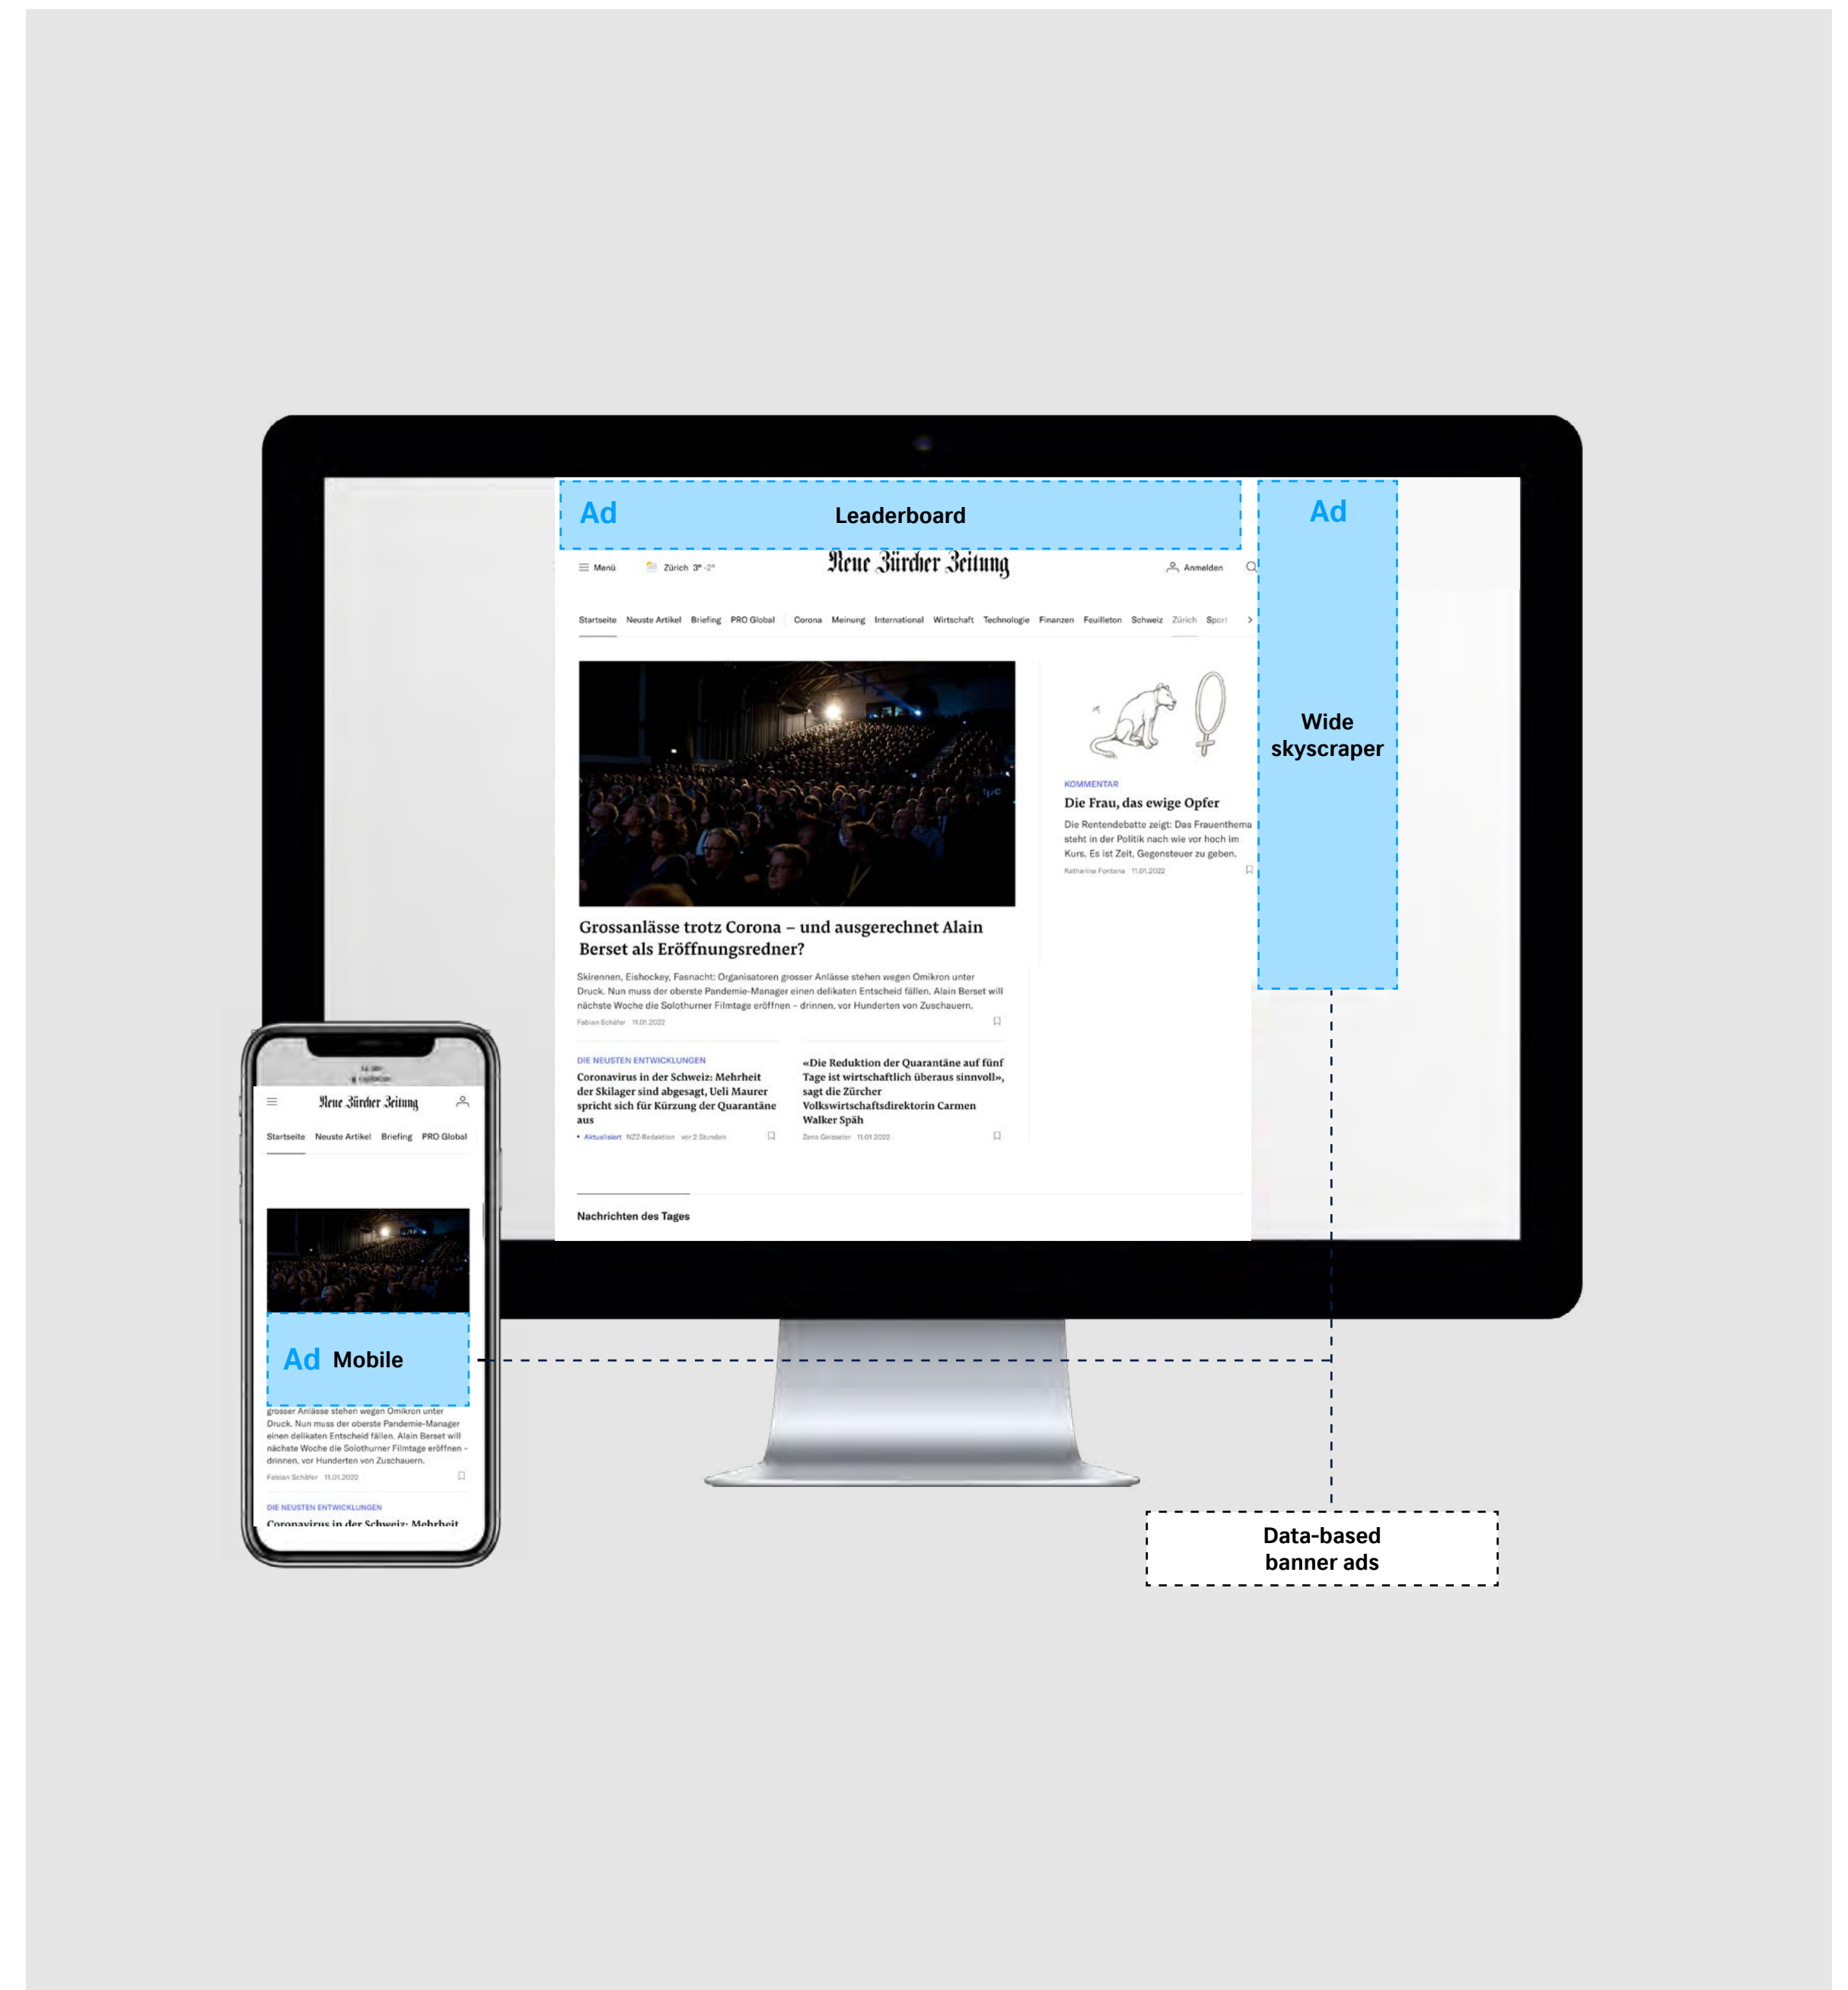 Ad
Leaderboard
Ad
Wide
skyscraper
Menü
Zürich 3° -2°
Neue Zürcher Zeitung
Anmelden
Startseite Neuste Artikel Briefing PRO Global Corona Meinung International Wirtschaft Technologie Finanzen Feuilleton Schweiz Zürich Sport
KOMMENTAR
Die Frau, das ewige Opfer
Die Rentendebatte zeigt: Das Frauenthema
steht in der Politik nach wie vor hoch im
Kurs. Es ist Zeit, Gegensteuer zu geben.
Katharina Fontana 11.01.2022
Grossanlässe trotz Corona – und ausgerechnet Alain
Berset als Eröffnungsredner?
Skirennen, Eishockey, Fasnacht: Organisatoren grosser Anlässe stehen wegen Omikron unter
Druck. Nun muss der oberste Pandemie-Manager einen delikaten Entscheid fällen. Alain Berset will
nächste Woche die Solothurner Filmtage eröffnen – drinnen, vor Hunderten von Zuschauern.
Fabian Schäfer 11.01.2022
DIE NEUSTEN ENTWICKLUNGEN
Coronavirus in der Schweiz: Mehrheit
der Skilager sind abgesagt, Ueli Maurer
spricht sich für Kürzung der Quarantäne
aus
• Aktualisiert NZZ-Redaktion vor 2 Stunden
«Die Reduktion der Quarantäne auf fünf
Tage ist wirtschaftlich überaus sinnvoll»,
sagt die Zürcher
Volkswirtschaftsdirektorin Carmen
Walker Späh
Zeno Geisseler 11.01.2022
Nachrichten des Tages
Neue Zürcher Zeitung
Startseite Neuste Artikel Briefing PRO Global
Ad Mobile
grosser Anlässe stehen wegen Omikron unter
Druck. Nun muss der oberste Pandemie-Manager
einen delikaten Entscheid fällen. Alain Berset will
nächste Woche die Solothurner Filmtage eröffnen –
drinnen, vor Hunderten von Zuschauern.
Fabian Schäfer 11.01.2022
DIE NEUSTEN ENTWICKLUNGEN
Coronavirus in der Schweiz: Mehrheit
Data-based
banner ads